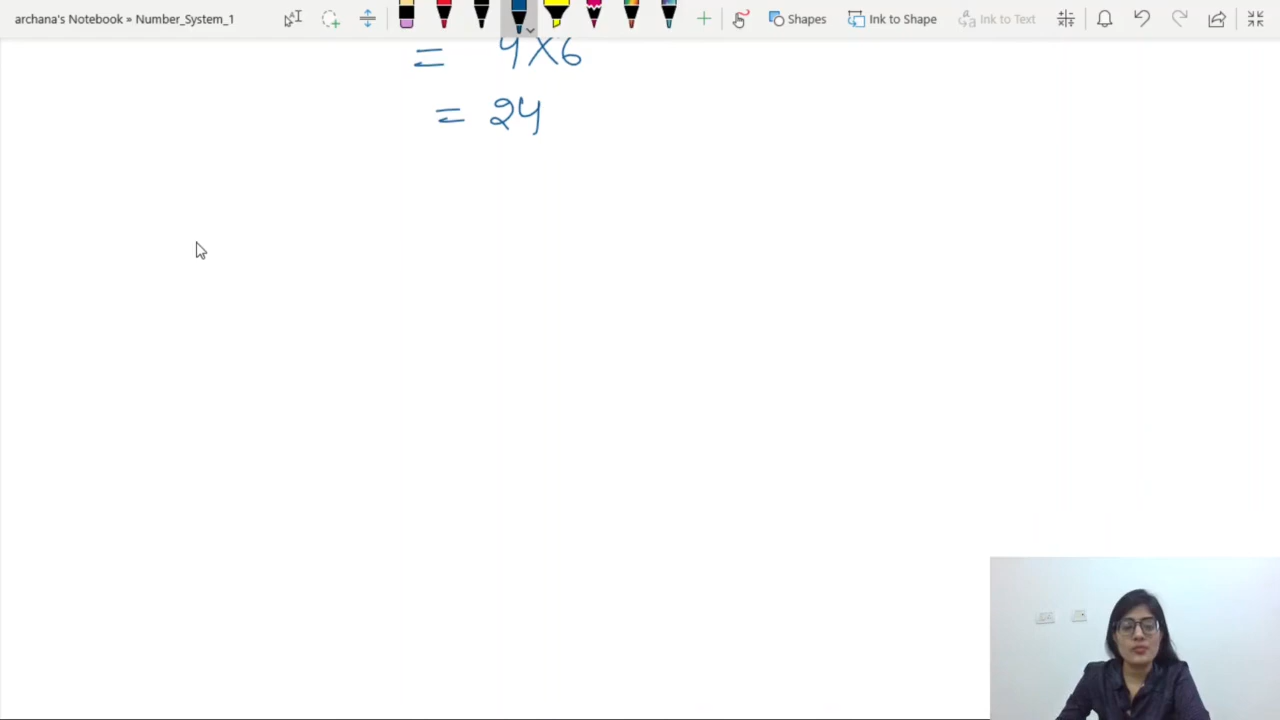 archana's Notebook » Number_System_1
Shapes
Ink to Shape
Ink to Text
= 4X6
= 24